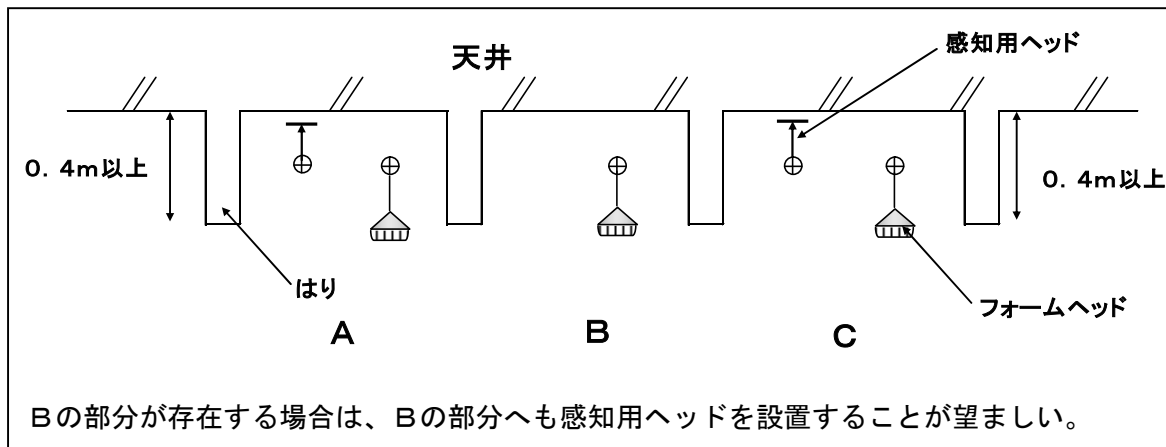 感知用ヘッド
天井
0.4m以上
0.4m以上
はり
フォームヘッド
A
B
C
Bの部分が存在する場合は、Bの部分へも感知用ヘッドを設置することが望ましい。